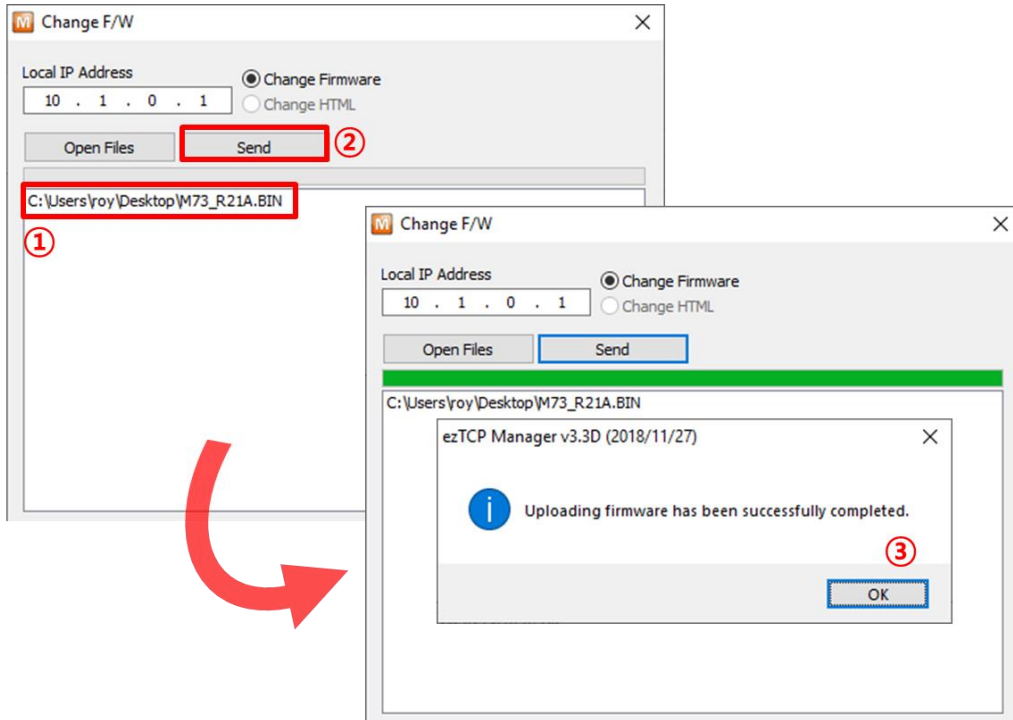 M Change F/W
Local IP Address
10 . 1 . 0 . 1
Change Firmware
Change HTML
Open Files Send ②
C:\Users\roy\Desktop\M73_R21A.BIN
①
M Change F/W
Local IP Address
10 . 1 . 0 . 1
Change Firmware
Change HTML
Open Files Send
C:\Users\roy\Desktop\M73_R21A.BIN
ezTCP Manager v3.3D (2018/11/27)
i Uploading firmware has been successfully completed.
③
OK